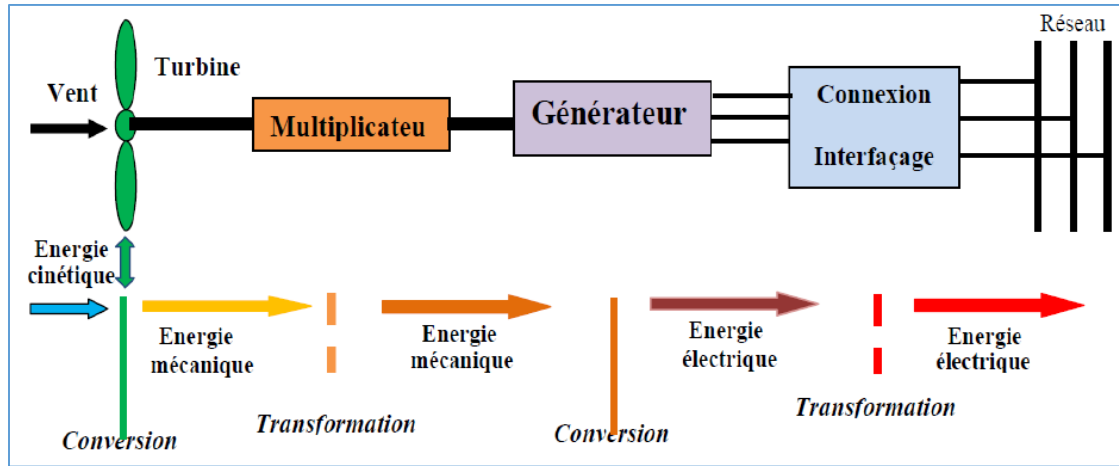 Réseau
Turbine
Vent
Multiplicateu
Générateur
Connexion
Interfaçage
Energie
cinétique
Energie
mécanique
Energie
mécanique
Energie
électrique
Energie
électrique
Conversion
Transformation
Conversion
Transformation